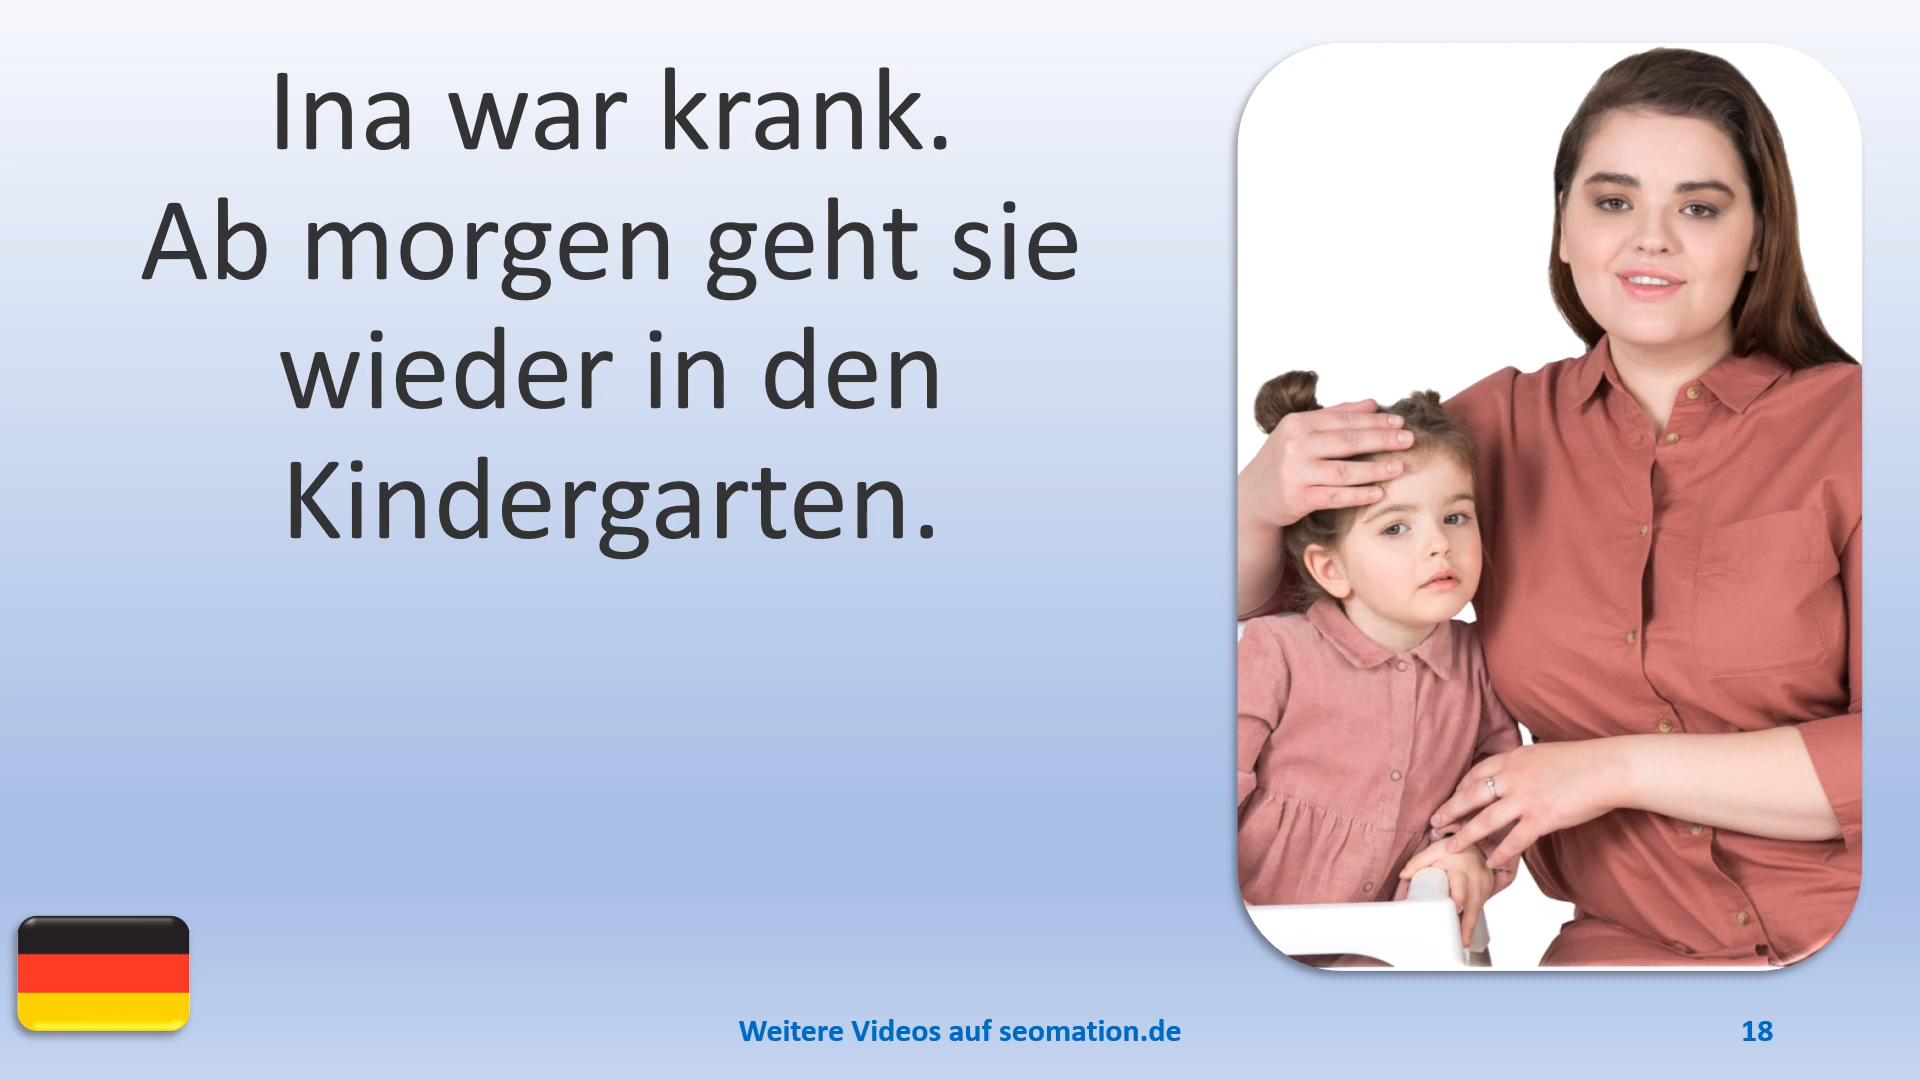 Ina war krank.
Ab morgen geht sie
wieder in den
Kindergarten.
Weitere Videos auf seomation.de
18